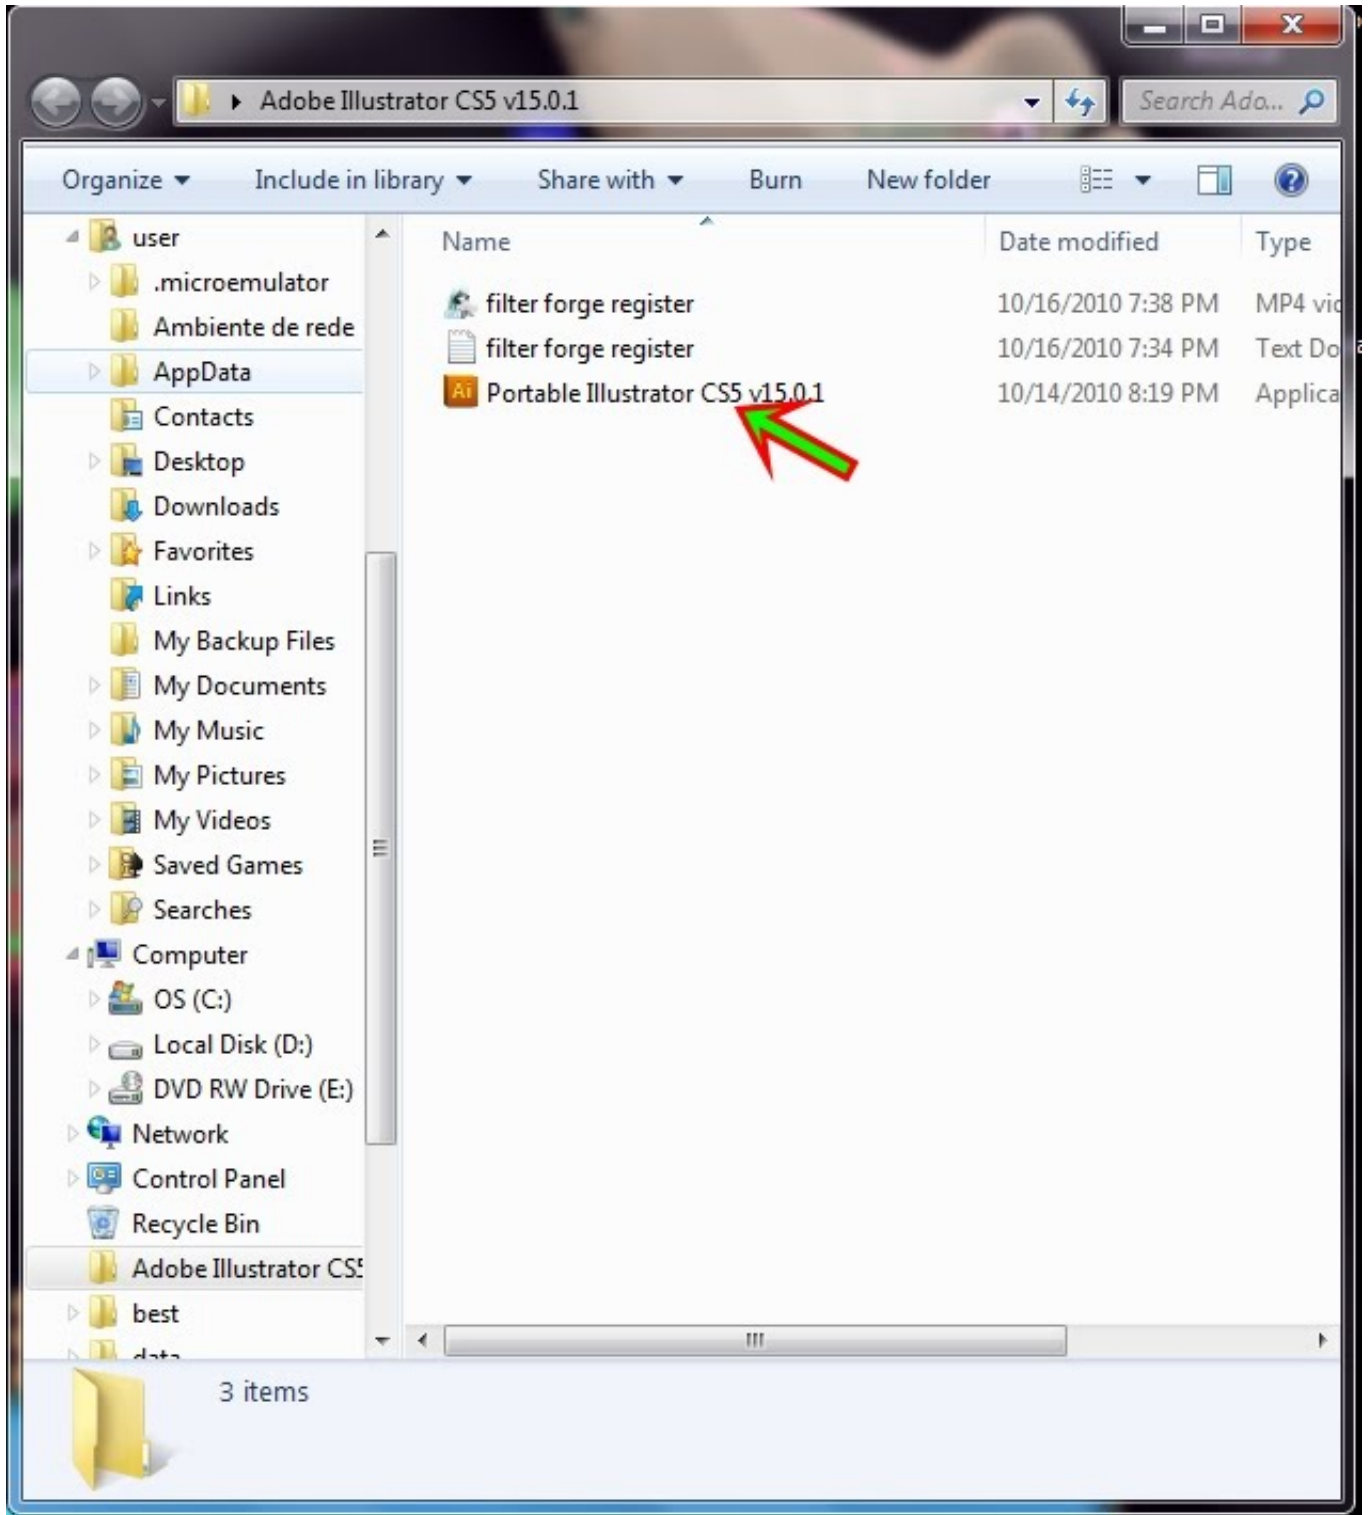 Adobe Illustrator CS5 v15.0.1
Search Ado...
Organize Include in library Share with Burn New folder
user
.microemulator
Ambiente de rede
AppData
Contacts
Desktop
Downloads
Favorites
Links
My Backup Files
My Documents
My Music
My Pictures
My Videos
Saved Games
Searches
Computer
OS (C:)
Local Disk (D:)
DVD RW Drive (E:)
Network
Control Panel
Recycle Bin
Adobe Illustrator CS5
best
data
Name Date modified Type
filter forge register 10/16/2010 7:38 PM MP4 vid
filter forge register 10/16/2010 7:34 PM Text Do
Ai Portable Illustrator CS5 v15.0.1 10/14/2010 8:19 PM Applica
3 items